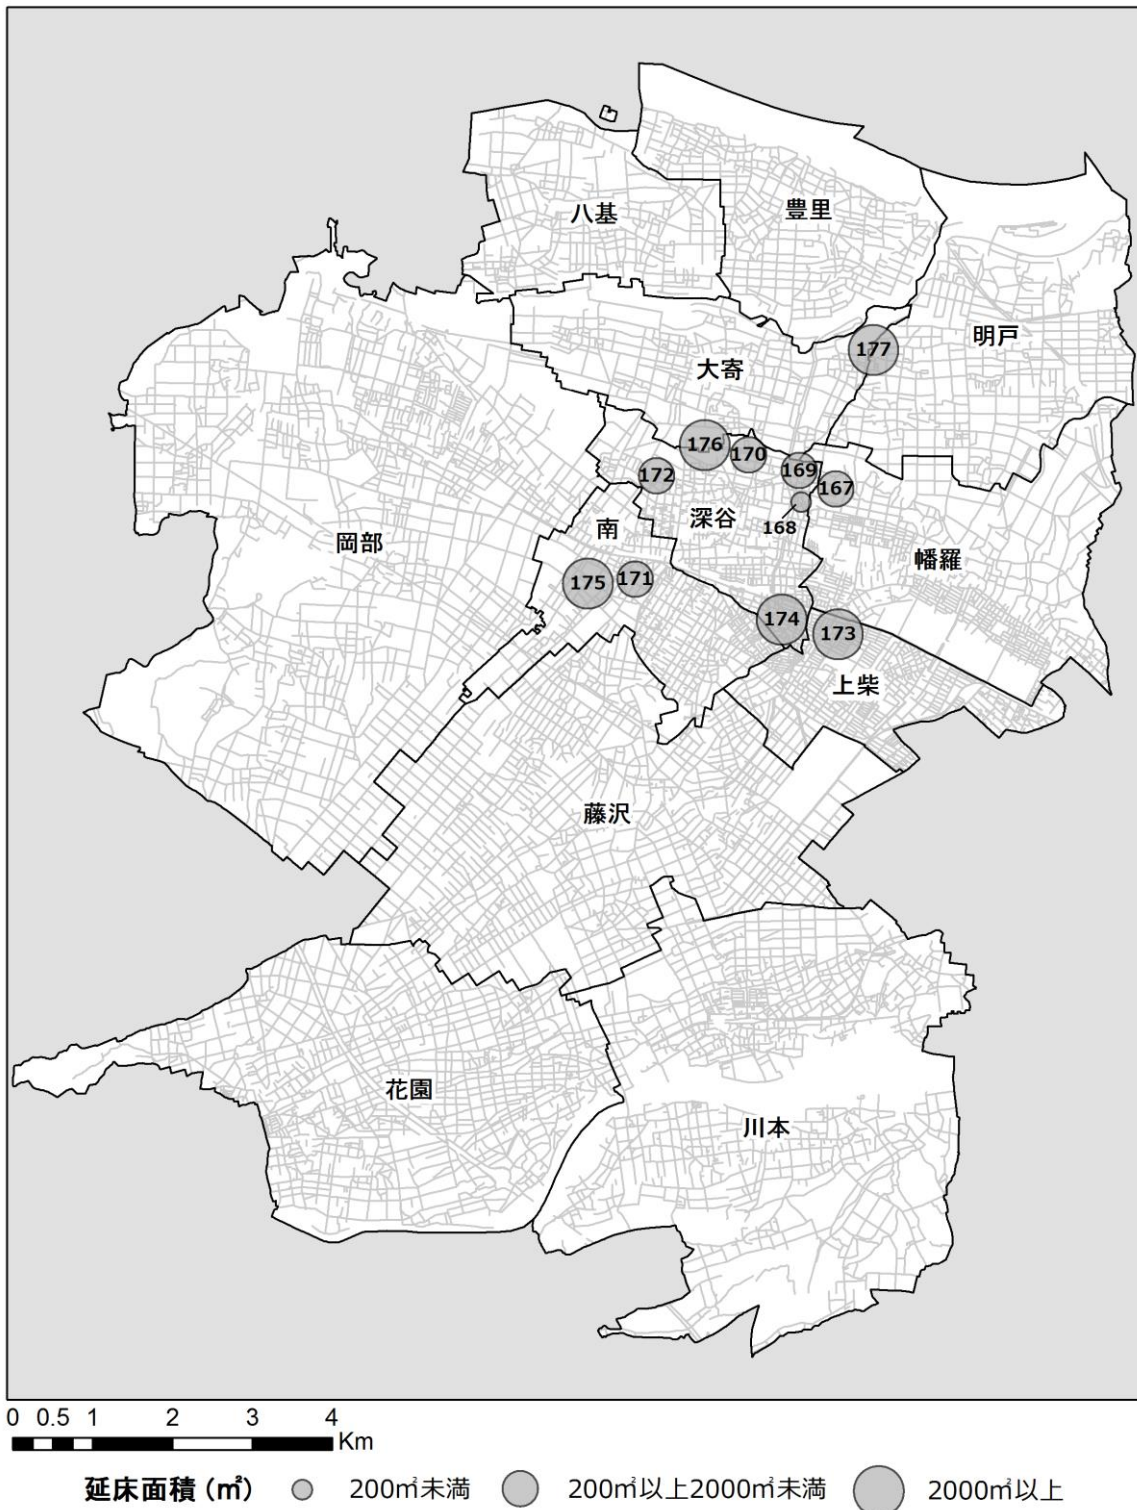 八基
豊里
明戸
177
大寄
176
170
169
172
167
168
深谷
南
岡部
幡羅
175
171
174
173
上柴
藤沢
花園
川本
0 0.5 1 2 3 4
Km
延床面積(㎡) 200㎡未満 200㎡以上2000㎡未満 2000㎡以上